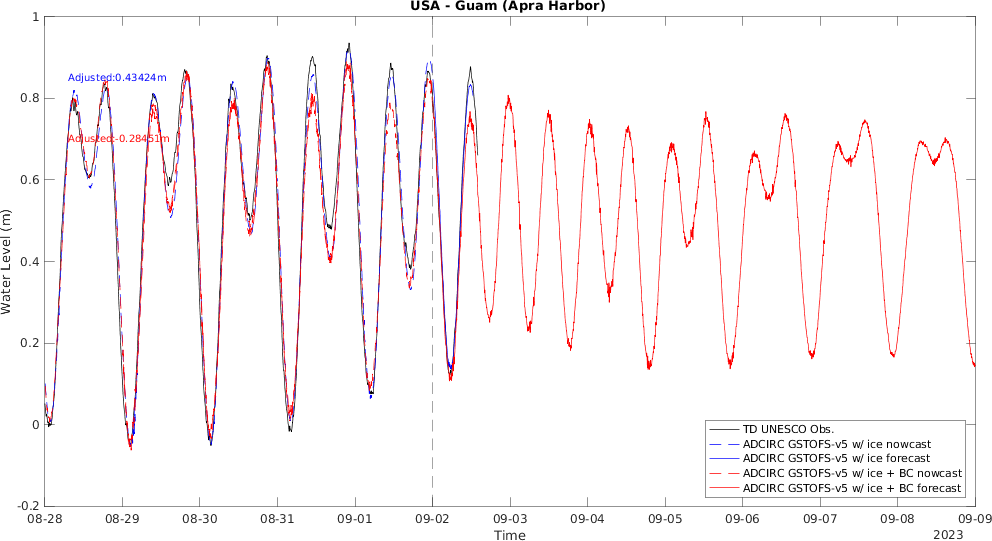 USA - Guam (Apra Harbor)
1
0.8
0.6
0.4
0.2
0
-0.2
Water Level (m)
Adjusted:0.43424m
Adjusted:-0.28451m
TD UNESCO Obs.
ADCIRC GSTOFS-v5 w/ ice nowcast
ADCIRC GSTOFS-v5 w/ ice forecast
ADCIRC GSTOFS-v5 w/ ice + BC nowcast
ADCIRC GSTOFS-v5 w/ ice + BC forecast
08-28 08-29 08-30 08-31 09-01 09-02 09-03 09-04 09-05 09-06 09-07 09-08 09-09
Time
2023